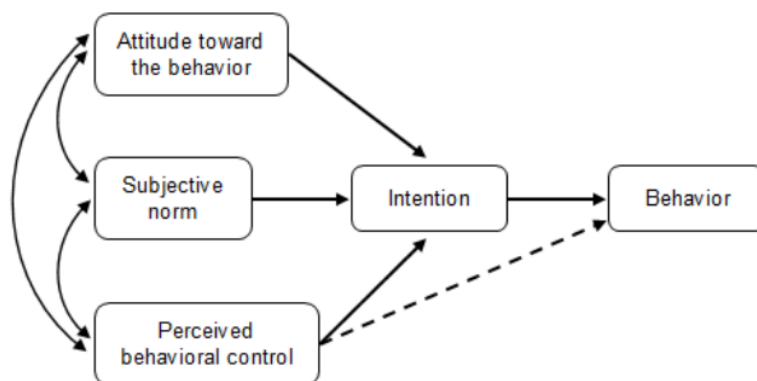 Attitude toward
the behavior
Subjective
norm
Intention
Behavior
Perceived
behavioral control